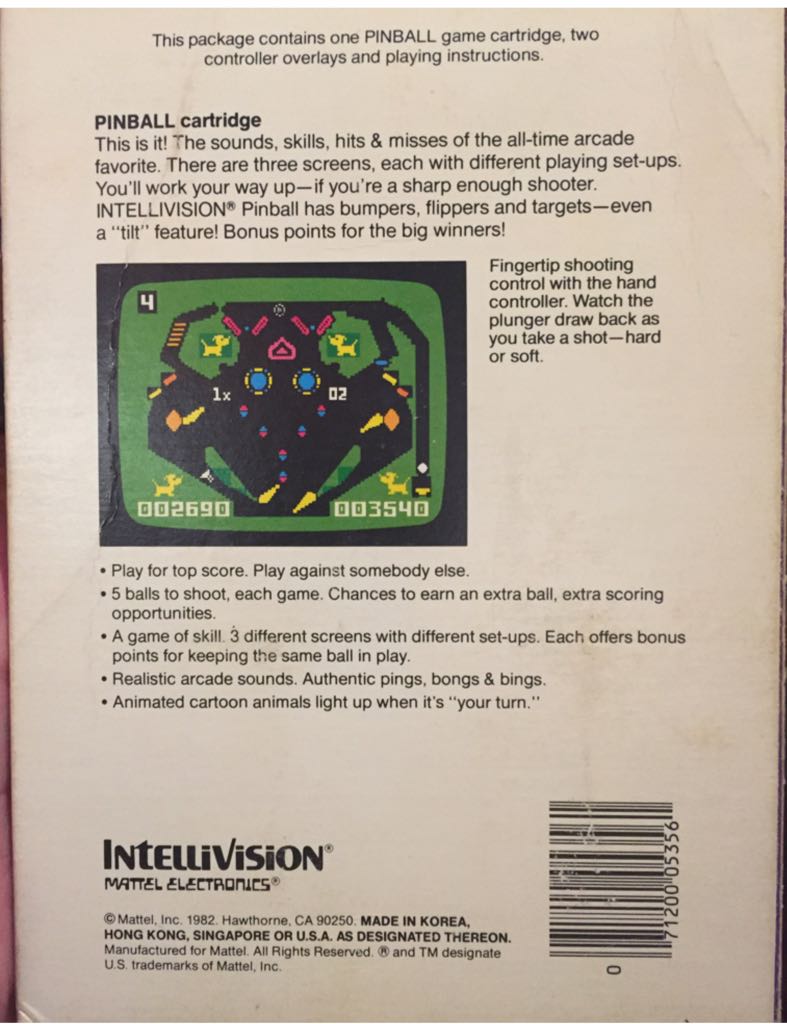 This package contains one PINBALL game cartridge, two
controller overlays and playing instructions.
PINBALL cartridge
This is it! The sounds, skills, hits & misses of the all-time arcade
favorite. There are three screens, each with different playing set-ups.
You'll work your way up—if you're a sharp enough shooter.
INTELLIVISION® Pinball has bumpers, flippers and targets—even
a "tilt" feature! Bonus points for the big winners!
4
1x
02
002690
003540
Fingertip shooting
control with the hand
controller. Watch the
plunger draw back as
you take a shot—hard
or soft.
• Play for top score. Play against somebody else.
• 5 balls to shoot, each game. Chances to earn an extra ball, extra scoring
opportunities.
• A game of skill. 3 different screens with different set-ups. Each offers bonus
points for keeping the same ball in play.
• Realistic arcade sounds. Authentic pings, bongs & bings.
• Animated cartoon animals light up when it's "your turn."
INTELLIVISION®
MATTEL ELECTRONICS®
© Mattel, Inc. 1982. Hawthorne, CA 90250. MADE IN KOREA,
HONG KONG, SINGAPORE OR U.S.A. AS DESIGNATED THEREON.
Manufactured for Mattel. All Rights Reserved. ® and TM designate
U.S. trademarks of Mattel, Inc.
0
71200 05356